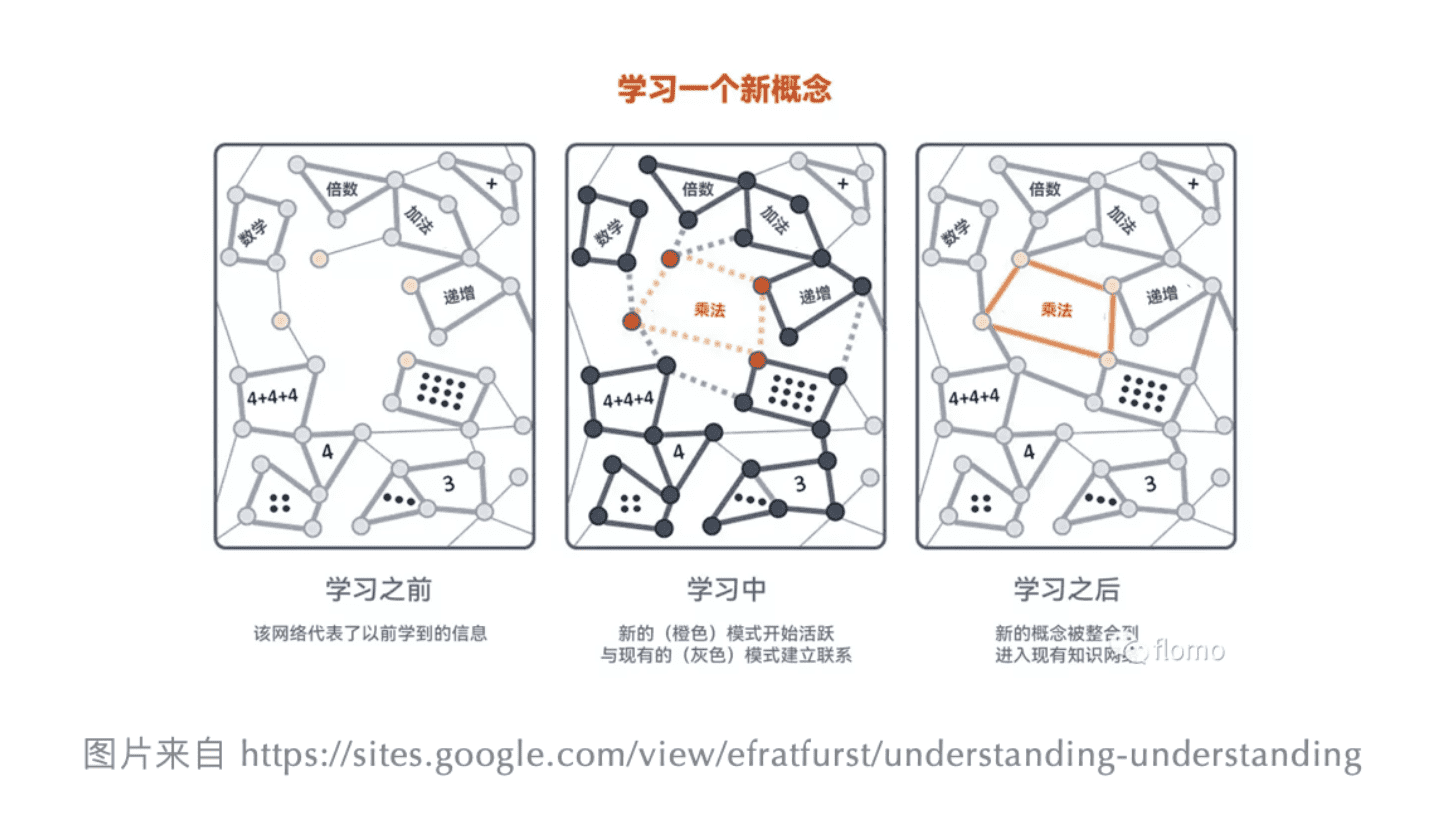 学习一个新概念
倍数
+
数学
加法
递增
4+4+4
4
3
倍数
+
数学
加法
乘法
递增
4+4+4
4
3
倍数
+
数学
加法
乘法
递增
4+4+4
4
3
学习之前
该网络代表了以前学到的信息
学习中
新的（橙色）模式开始活跃
与现有的（灰色）模式建立联系
学习之后
新的概念被整合到
进入现有知识网
flomo
图片来自 https://sites.google.com/view/efratfurst/understanding-understanding